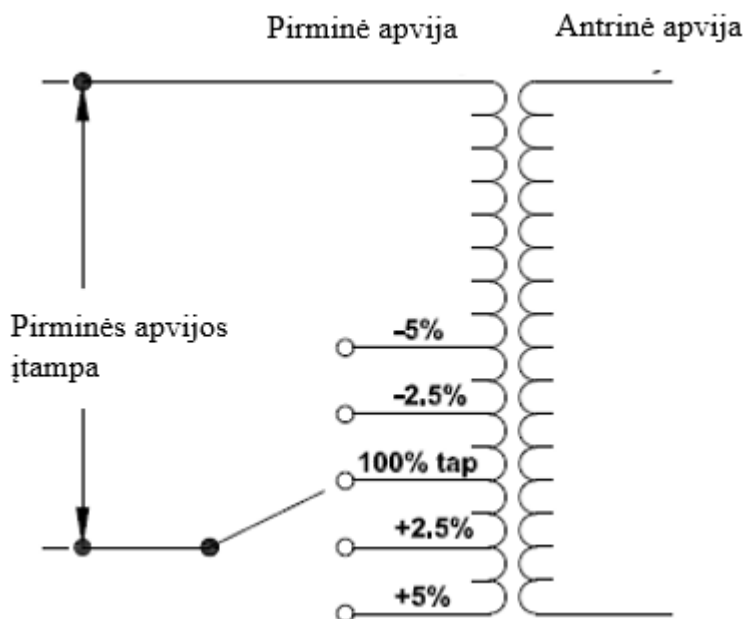 Pirminė apvija
Antrinė apvija
Pirminės apvijos
įtampa
–5%
–2.5%
100% tap
+2.5%
+5%